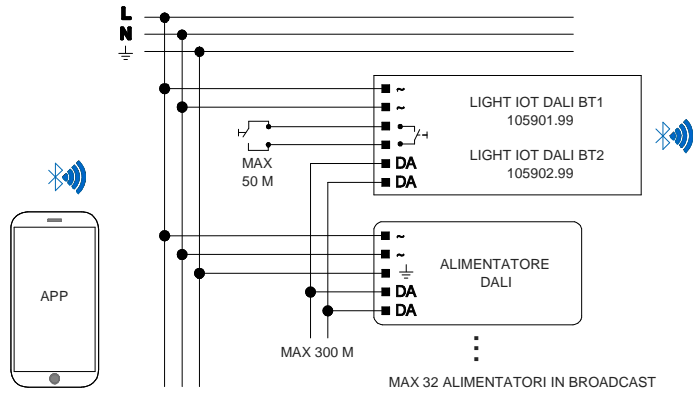 L
N
~
~
LIGHT IOT DALI BT1
105901.99
LIGHT IOT DALI BT2
105902.99
DA
DA
MAX
50 M
~
~
DA
DA
ALIMENTATORE
DALI
APP
MAX 300 M
MAX 32 ALIMENTATORI IN BROADCAST